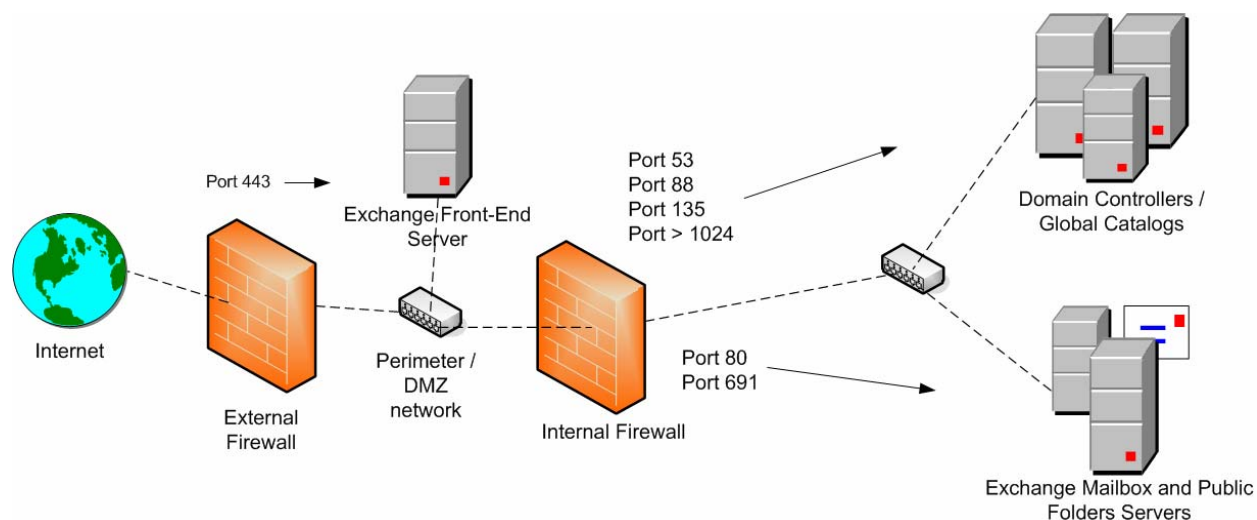 Port 443
Exchange Front-End
Server
Port 53
Port 88
Port 135
Port > 1024
Domain Controllers /
Global Catalogs
Internet
External
Firewall
Perimeter /
DMZ
network
Internal Firewall
Port 80
Port 691
Exchange Mailbox and Public
Folders Servers